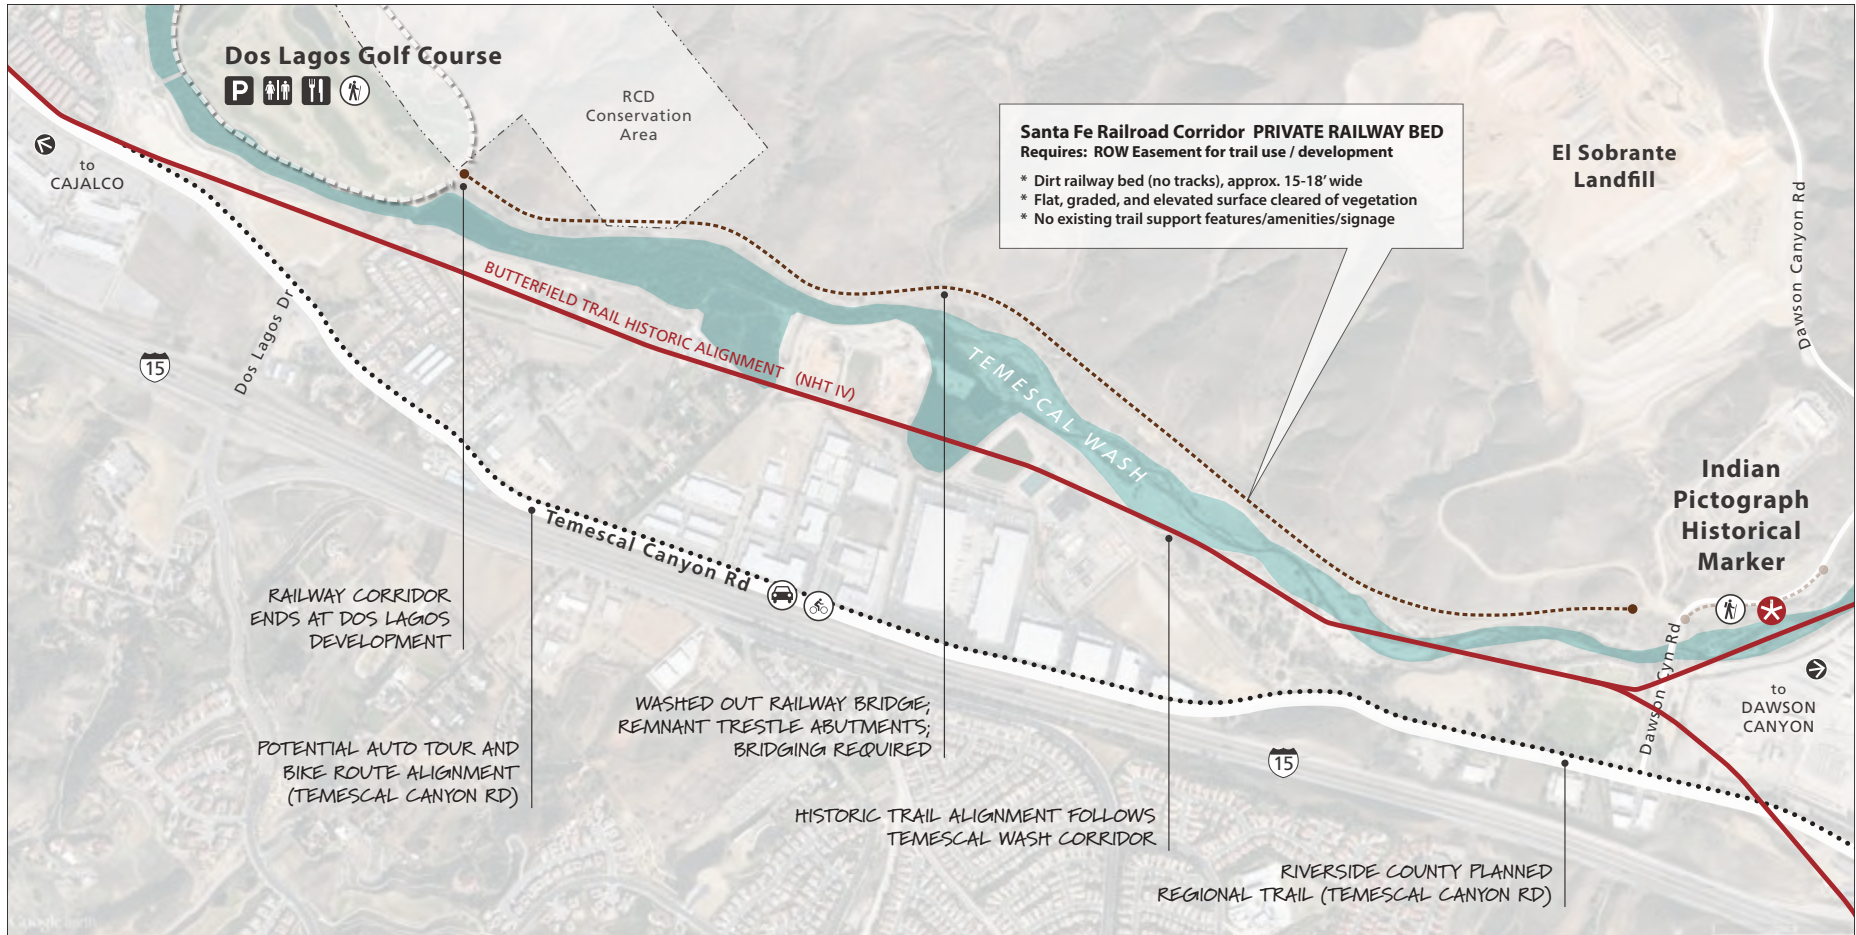 Dos Lagos Golf Course
P
RCD
Conservation
Area
to
CAJALCO
Santa Fe Railroad Corridor PRIVATE RAILWAY BED
Requires: ROW Easement for trail use / development
* Dirt railway bed (no tracks), approx. 15-18' wide
* Flat, graded, and elevated surface cleared of vegetation
* No existing trail support features/amenities/signage
El Sobrante
Landfill
Dawson Canyon Rd
BUTTERFIELD TRAIL HISTORIC ALIGNMENT (NHT IV)
Dos Lagos Dr
15
TEMESCAL WASH
Indian
Pictograph
Historical
Marker
Temescal Canyon Rd
RAILWAY CORRIDOR
ENDS AT DOS LAGOS
DEVELOPMENT
POTENTIAL AUTO TOUR AND
BIKE ROUTE ALIGNMENT
(TEMESCAL CANYON RD)
WASHED OUT RAILWAY BRIDGE;
REMNANT TRESTLE ABUTMENTS;
BRIDGING REQUIRED
Dawson Cyn Rd
to
DAWSON
CANYON
15
HISTORIC TRAIL ALIGNMENT FOLLOWS
TEMESCAL WASH CORRIDOR
RIVERSIDE COUNTY PLANNED
REGIONAL TRAIL (TEMESCAL CANYON RD)